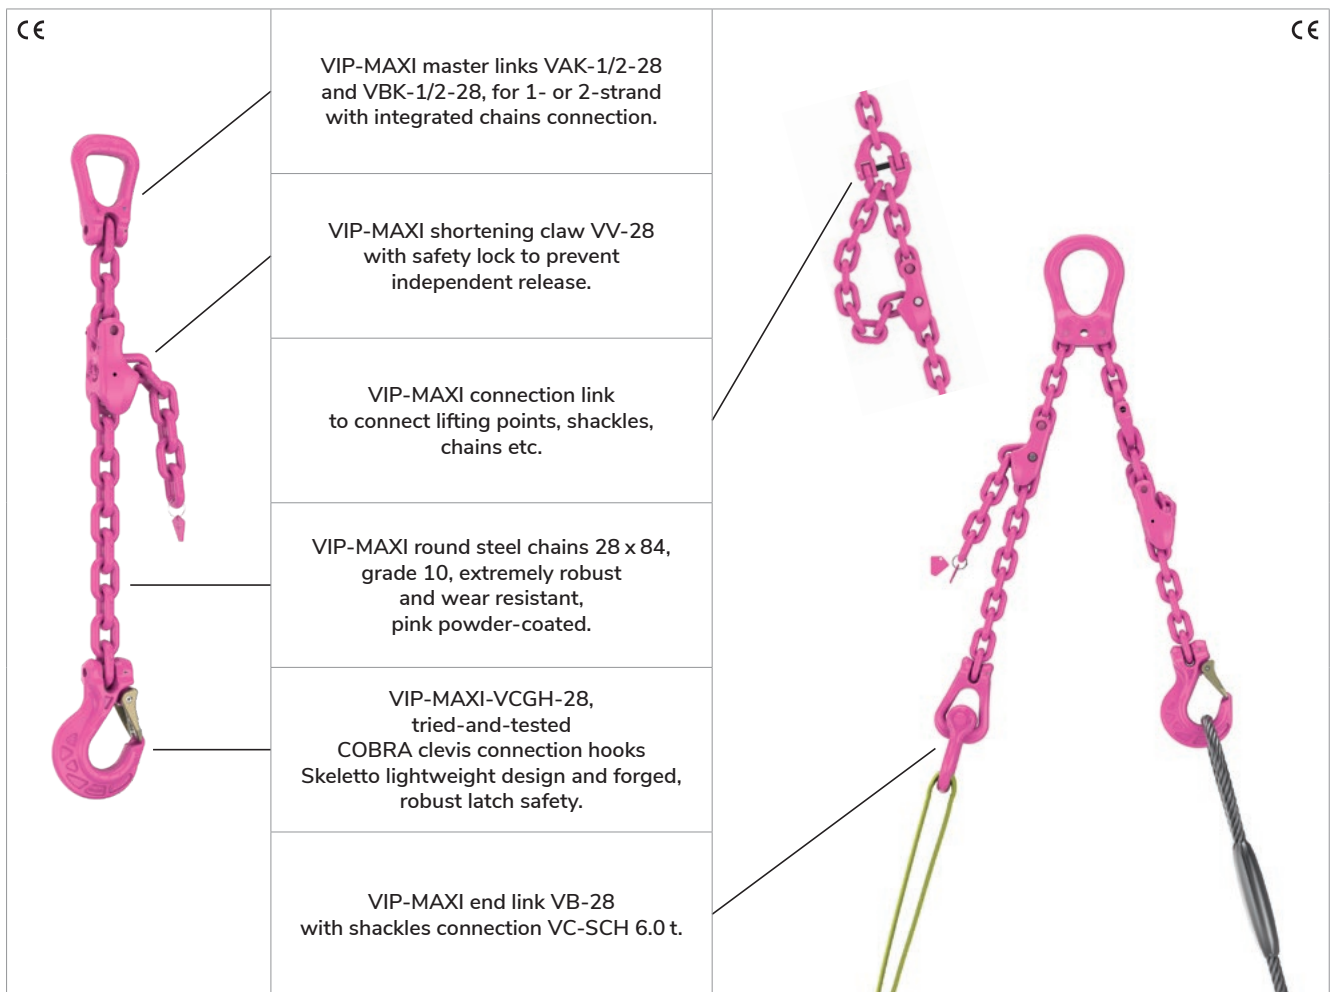 CE
CE
VIP-MAXI master links VAK-1/2-28
and VBK-1/2-28, for 1- or 2-strand
with integrated chains connection.
VIP-MAXI shortening claw VV-28
with safety lock to prevent
independent release.
VIP-MAXI connection link
to connect lifting points, shackles,
chains etc.
VIP-MAXI round steel chains 28 x 84,
grade 10, extremely robust
and wear resistant,
pink powder-coated.
VIP-MAXI-VCGH-28,
tried-and-tested
COBRA clevis connection hooks
Skeletto lightweight design and forged,
robust latch safety.
VIP-MAXI end link VB-28
with shackles connection VC-SCH 6.0 t.